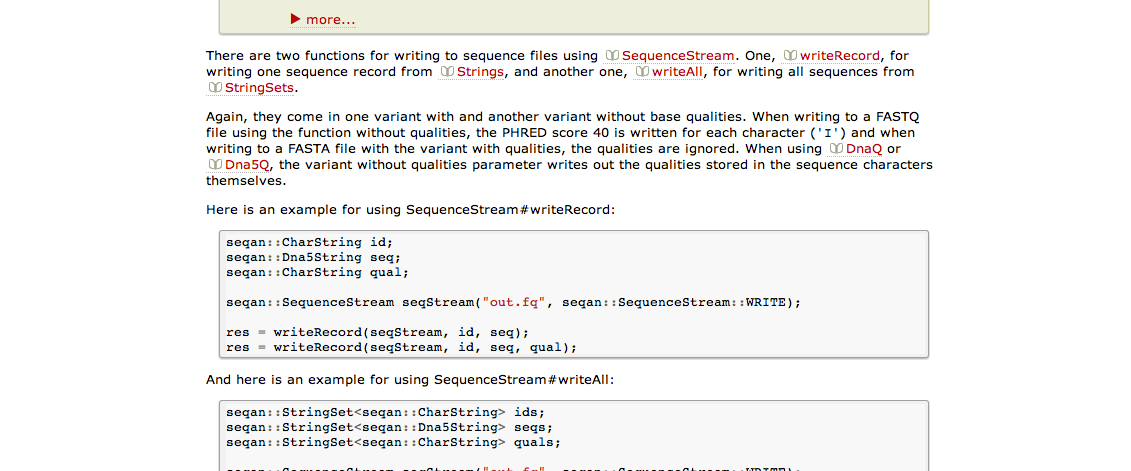 ▶ more...
There are two functions for writing to sequence files using SequenceStream. One, writeRecord, for
writing one sequence record from Strings, and another one, writeAll, for writing all sequences from
StringSets.
Again, they come in one variant with and another variant without base qualities. When writing to a FASTQ
file using the function without qualities, the PHRED score 40 is written for each character ('I') and when
writing to a FASTA file with the variant with qualities, the qualities are ignored. When using DnaQ or
Dna5Q, the variant without qualities parameter writes out the qualities stored in the sequence characters
themselves.
Here is an example for using SequenceStream#writeRecord:
seqan::CharString id;
seqan::Dna5String seq;
seqan::CharString qual;
seqan::SequenceStream seqStream("out.fq", seqan::SequenceStream::WRITE);
res = writeRecord(seqStream, id, seq);
res = writeRecord(seqStream, id, seq, qual);
And here is an example for using SequenceStream#writeAll:
seqan::StringSet<seqan::CharString> ids;
seqan::StringSet<seqan::Dna5String> seqs;
seqan::StringSet<seqan::CharString> quals;